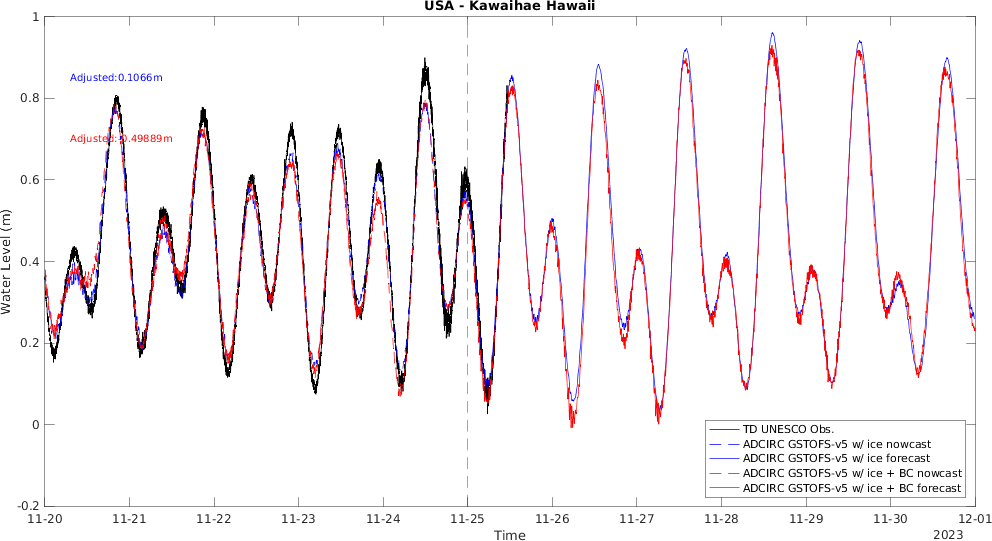 USA - Kawaihae Hawaii
Water Level (m)
1
0.8
0.6
0.4
0.2
0
-0.2
Adjusted:0.1066m
Adjusted:-0.49889m
TD UNESCO Obs.
ADCIRC GSTOFS-v5 w/ ice nowcast
ADCIRC GSTOFS-v5 w/ ice forecast
ADCIRC GSTOFS-v5 w/ ice + BC nowcast
ADCIRC GSTOFS-v5 w/ ice + BC forecast
11-20 11-21 11-22 11-23 11-24 11-25 11-26 11-27 11-28 11-29 11-30 12-01
Time
2023